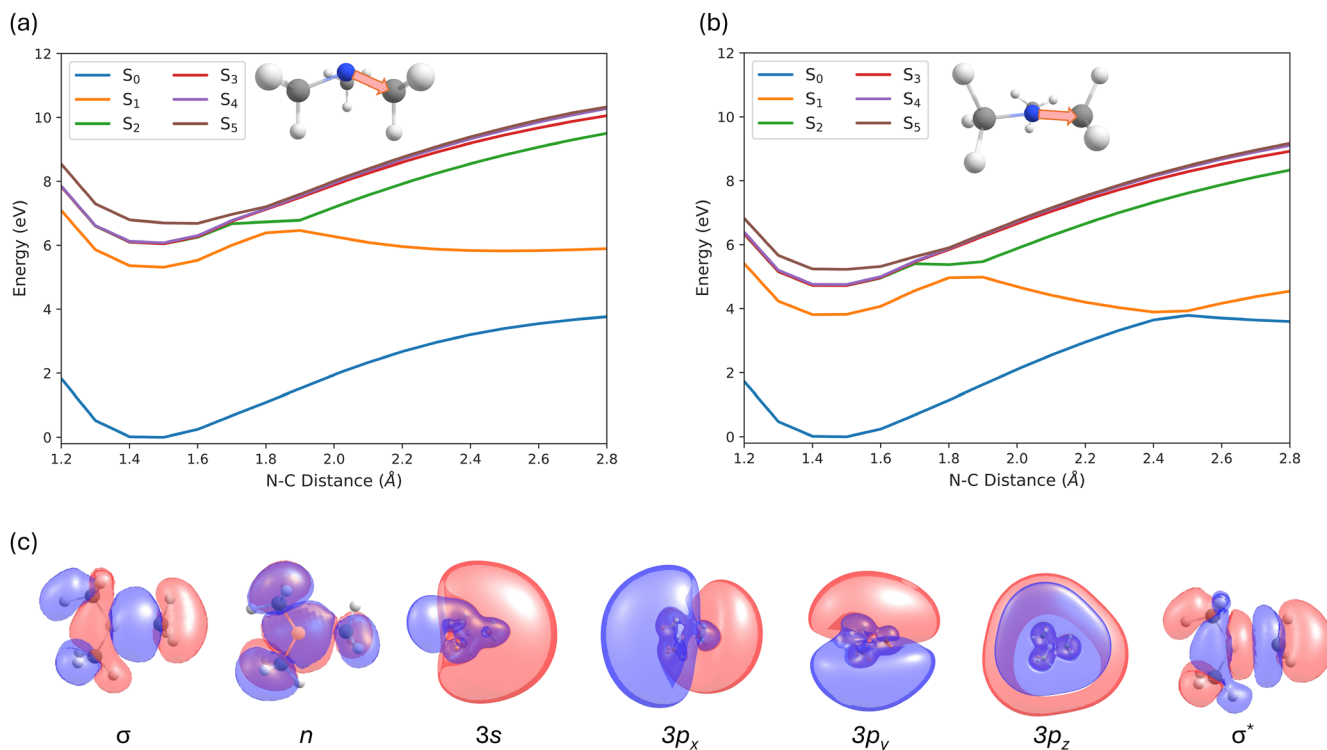 (a)
12
10
8
6
4
2
0
Energy (eV)
S₀ S₃
S₁ S₄
S₂ S₅
1.2 1.4 1.6 1.8 2.0 2.2 2.4 2.6 2.8
N-C Distance (Å)
(b)
12
10
8
6
4
2
0
Energy (eV)
S₀ S₃
S₁ S₄
S₂ S₅
1.2 1.4 1.6 1.8 2.0 2.2 2.4 2.6 2.8
N-C Distance (Å)
(c)
σ n 3s 3pₓ 3p_y 3p_z σ*